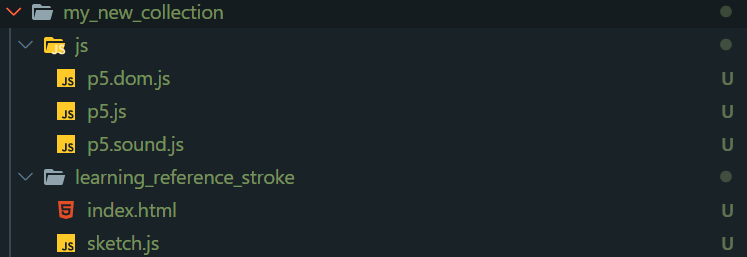 my_new_collection
js
JS p5.dom.js U
JS p5.js U
JS p5.sound.js U
learning_reference_stroke
5 index.html U
JS sketch.js U